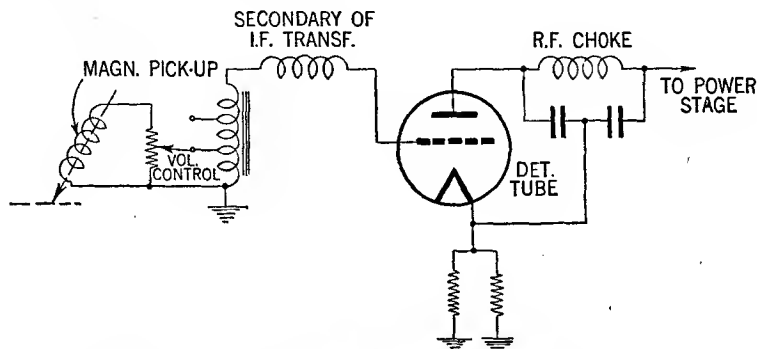 SECONDARY OF
I.F. TRANSF.
R.F. CHOKE
MAGN. PICK-UP
TO POWER
STAGE
VOL.
CONTROL
DET.
TUBE